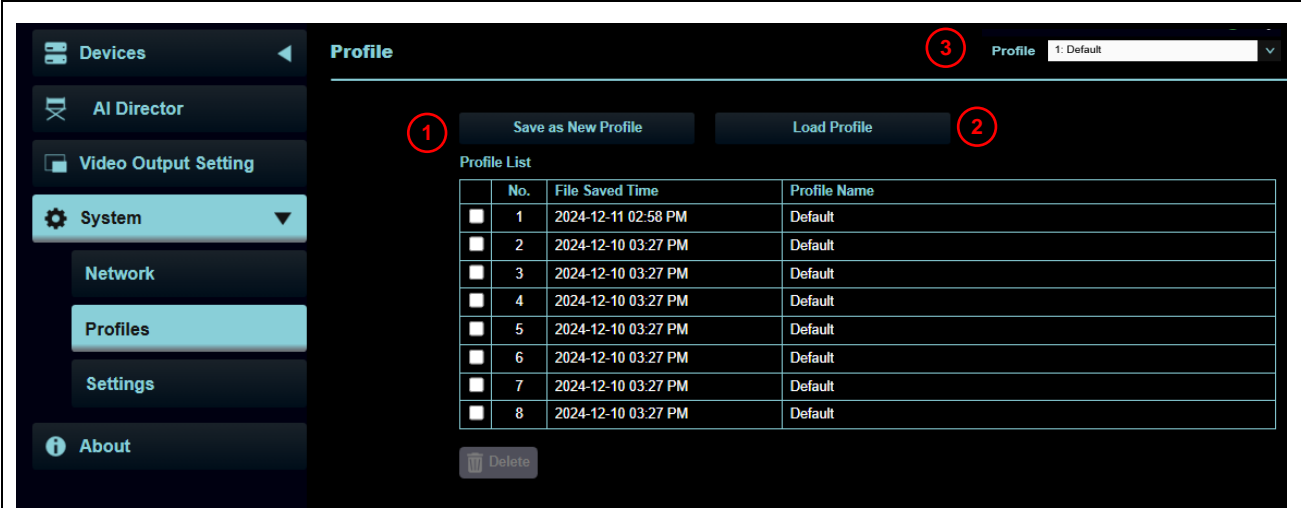 Devices
AI Director
Video Output Setting
System
Network
Profiles
Settings
About
Profile
3
Profile
1: Default
1
Save as New Profile
Load Profile
2
Profile List
No. File Saved Time Profile Name
1 2024-12-11 02:58 PM Default
2 2024-12-10 03:27 PM Default
3 2024-12-10 03:27 PM Default
4 2024-12-10 03:27 PM Default
5 2024-12-10 03:27 PM Default
6 2024-12-10 03:27 PM Default
7 2024-12-10 03:27 PM Default
8 2024-12-10 03:27 PM Default
Delete